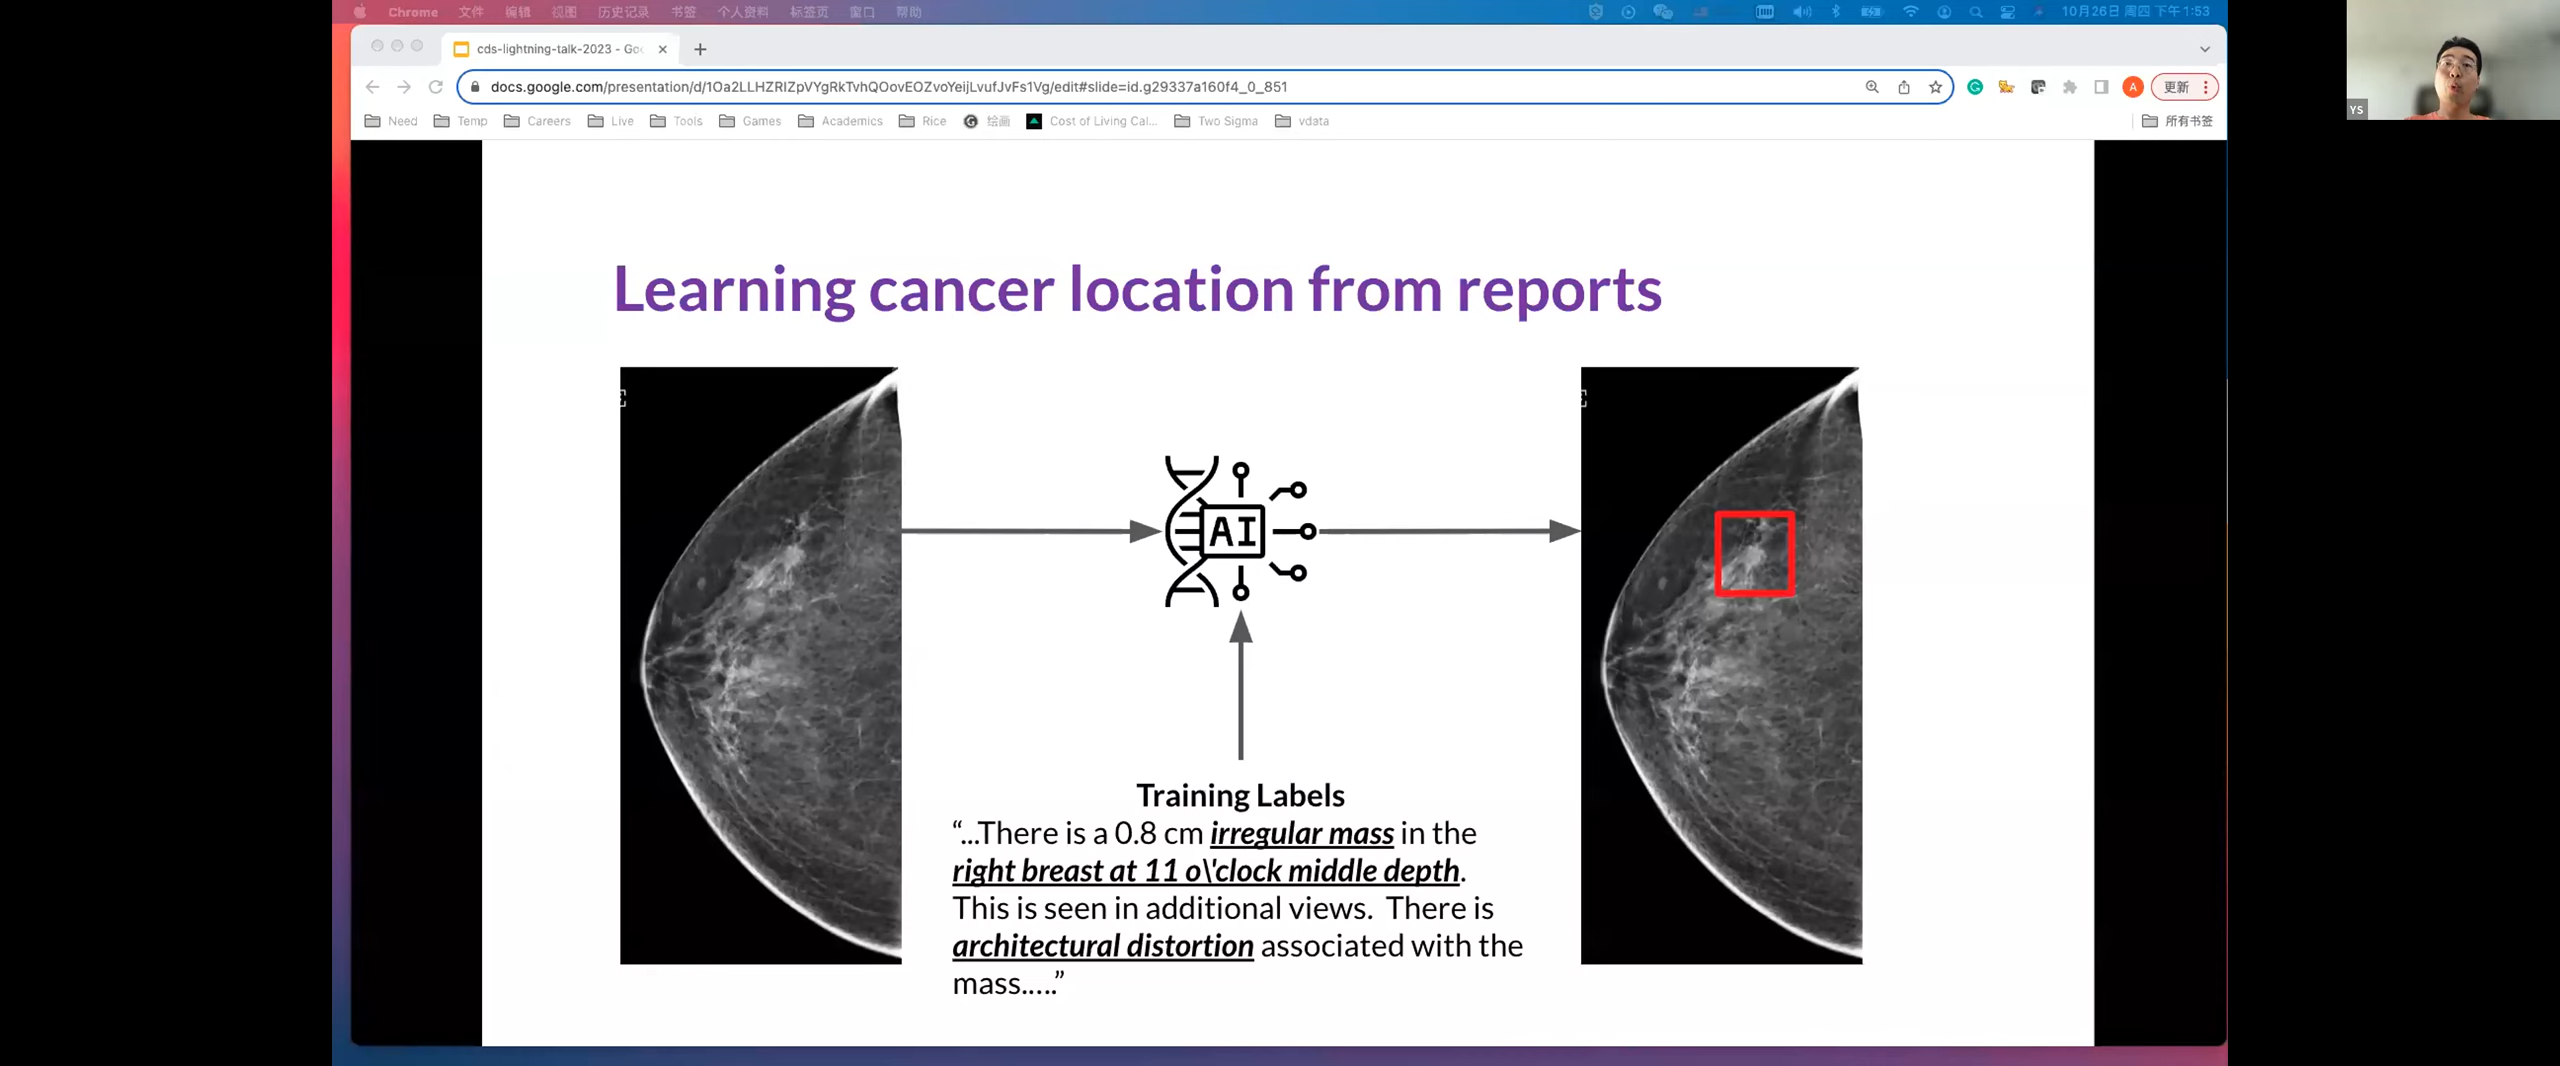 Chrome 文件 编辑 视图 历史记录 书签 个人资料 标签页 窗口 帮助 10月26日 周四 下午1:53
cds-lightning-talk-2023 - Goo
docs.google.com/presentation/d/1Oa2LLHZRIZpVYgRkTvhQOovEOZvoYeijLvufJvFs1Vg/edit#slide=id.g29337a160f4_0_851 A 更新
Need Temp Careers Live Tools Games Academics Rice 绘画 Cost of Living Cal... Two Sigma vdata 所有书签
YS
Learning cancer location from reports
AI
Training Labels
“...There is a 0.8 cm irregular mass in the
right breast at 11 o\'clock middle depth.
This is seen in additional views. There is
architectural distortion associated with the
mass.....”